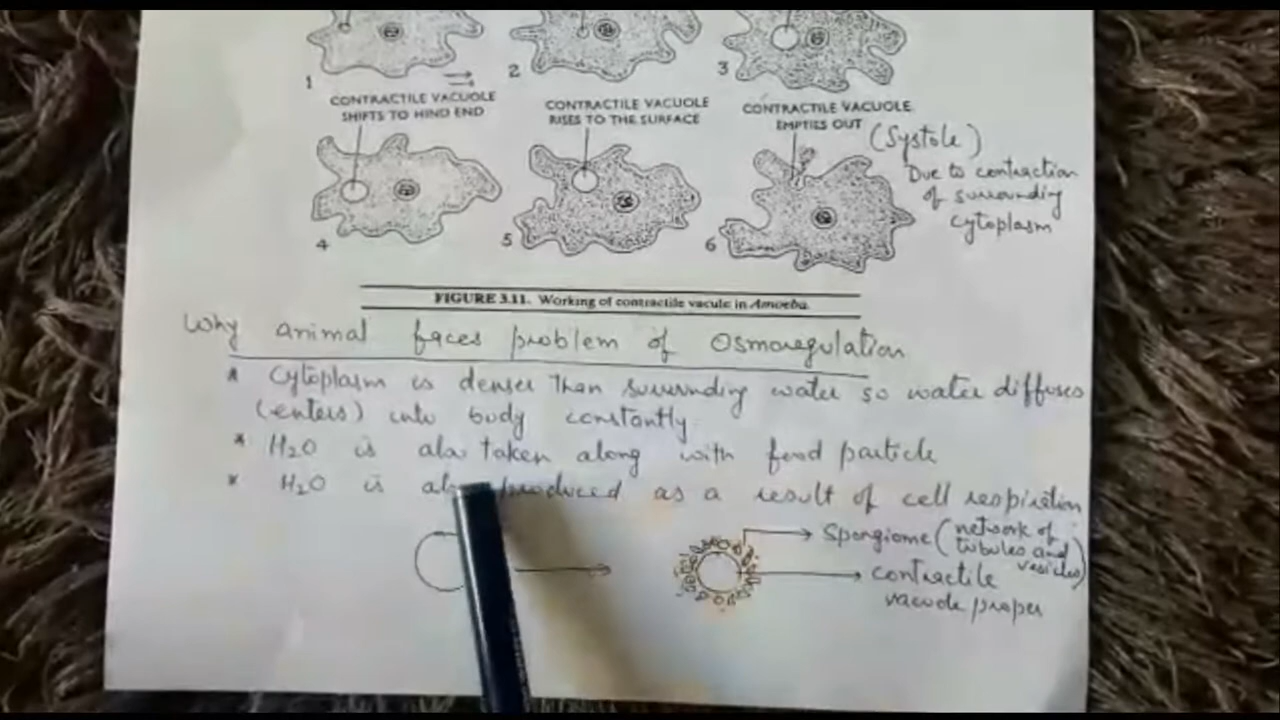 1
2
3
CONTRACTILE VACUOLE
SHIFTS TO HIND END
CONTRACTILE VACUOLE
RISES TO THE SURFACE
CONTRACTILE VACUOLE
EMPTIES OUT
(Systole)
Due to contraction
of surrounding
cytoplasm
4
5
6
FIGURE 3.11. Working of contractile vacule in Amoeba.
Why animal faces problem of Osmoregulation
* Cytoplasm is denser than surrunding water so water diffuses
(enters) into body constantly
* H2O is also taken along with food particle
* H2O is produced as a result of cell respiration
Spongiome (network of
tubules and
vesicles)
contractile
vacuole proper